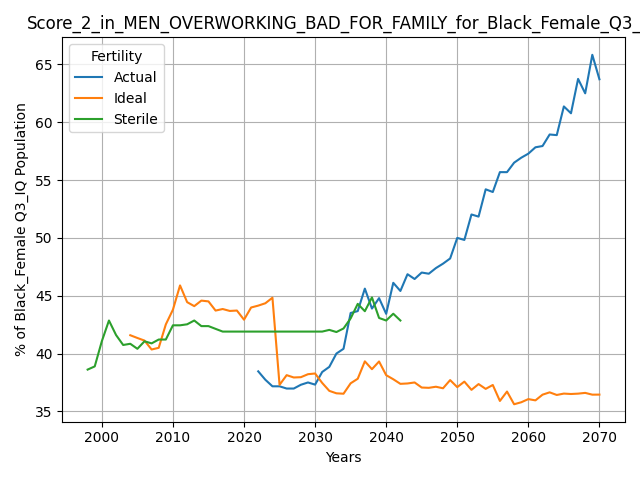 Score_2_in_MEN_OVERWORKING_BAD_FOR_FAMILY_for_Black_Female_Q3_
Fertility
Actual
Ideal
Sterile
% of Black_Female Q3_IQ Population
65
60
55
50
45
40
35
2000 2010 2020 2030 2040 2050 2060 2070
Years